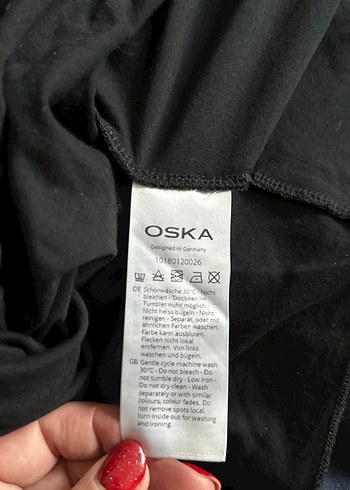 OSKA
Designed in Germany
10180120026
DE Schonwäsche 30°C - Nicht
bleichen - Trocknen im
Tumbler nicht möglich -
Nicht heiss bügeln - Nicht
reinigen - Separat, oder mit
ähnlichen Farben waschen.
Farbe kann ausbluten.
Flecken nicht lokal
entfernen. Von links
waschen und bügeln.
GB Gentle cycle machine wash
30°C - Do not bleach - Do
not tumble dry - Low iron -
Do not dry clean - Wash
separately or with similar
colours, colour fades. Do
not remove spots local,
turn inside out for washing
and ironing.